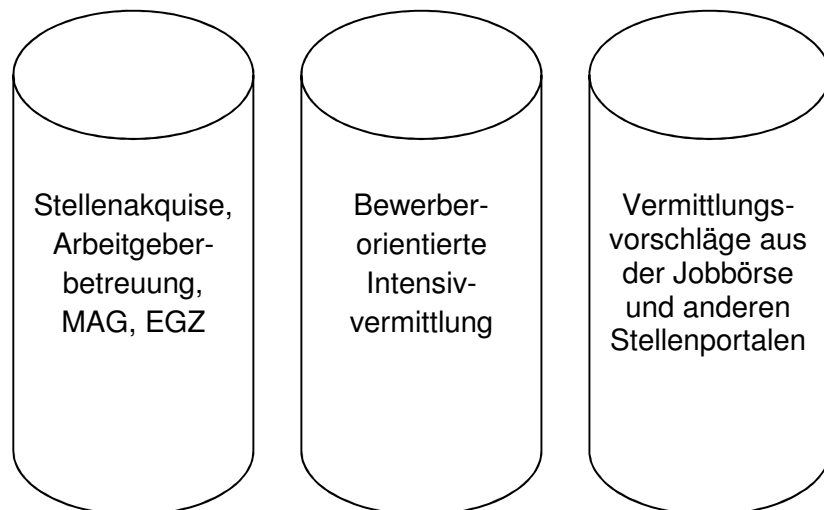 Stellenakquise,
Arbeitgeber-
betreuung,
MAG, EGZ
Bewerber-
orientierte
Intensiv-
vermittlung
Vermittlungs-
vorschläge aus
der Jobbörse
und anderen
Stellenportalen